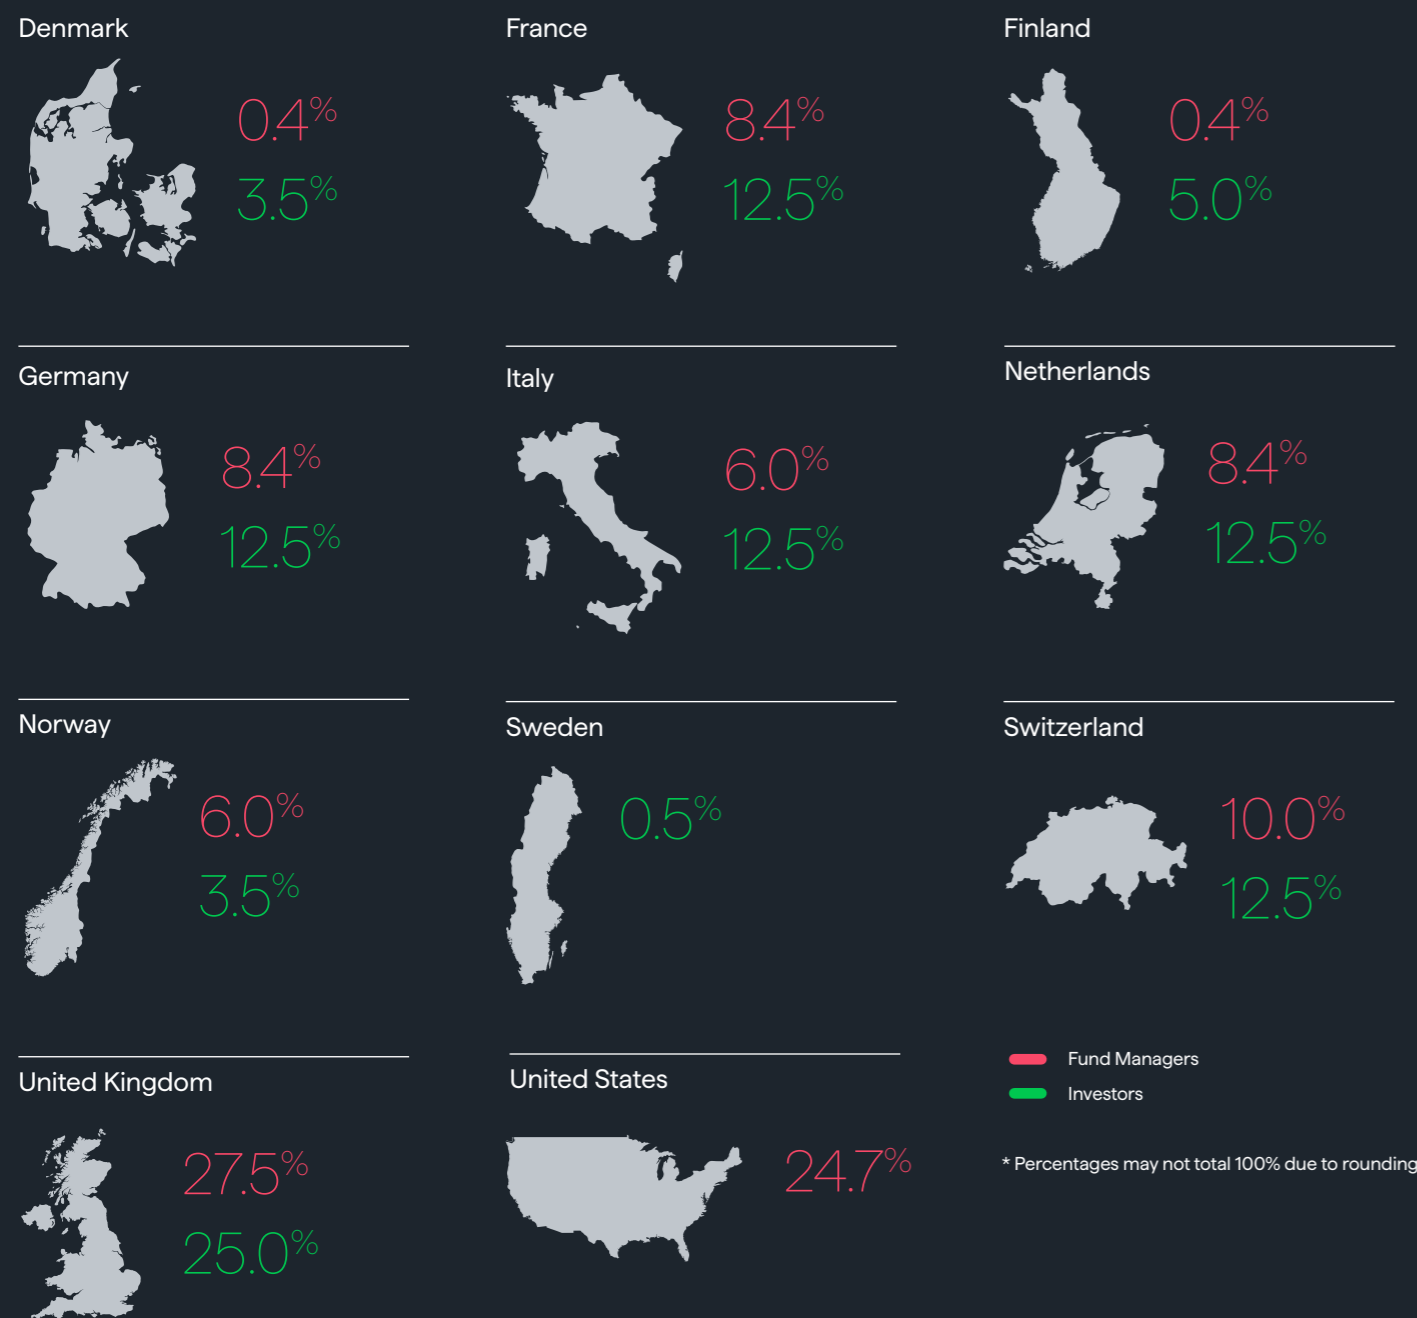 Denmark
0.4%
3.5%
France
8.4%
12.5%
Finland
0.4%
5.0%
Germany
8.4%
12.5%
Italy
6.0%
12.5%
Netherlands
8.4%
12.5%
Norway
6.0%
3.5%
Sweden
0.5%
Switzerland
10.0%
12.5%
United Kingdom
27.5%
25.0%
United States
24.7%
Fund Managers
Investors
* Percentages may not total 100% due to rounding